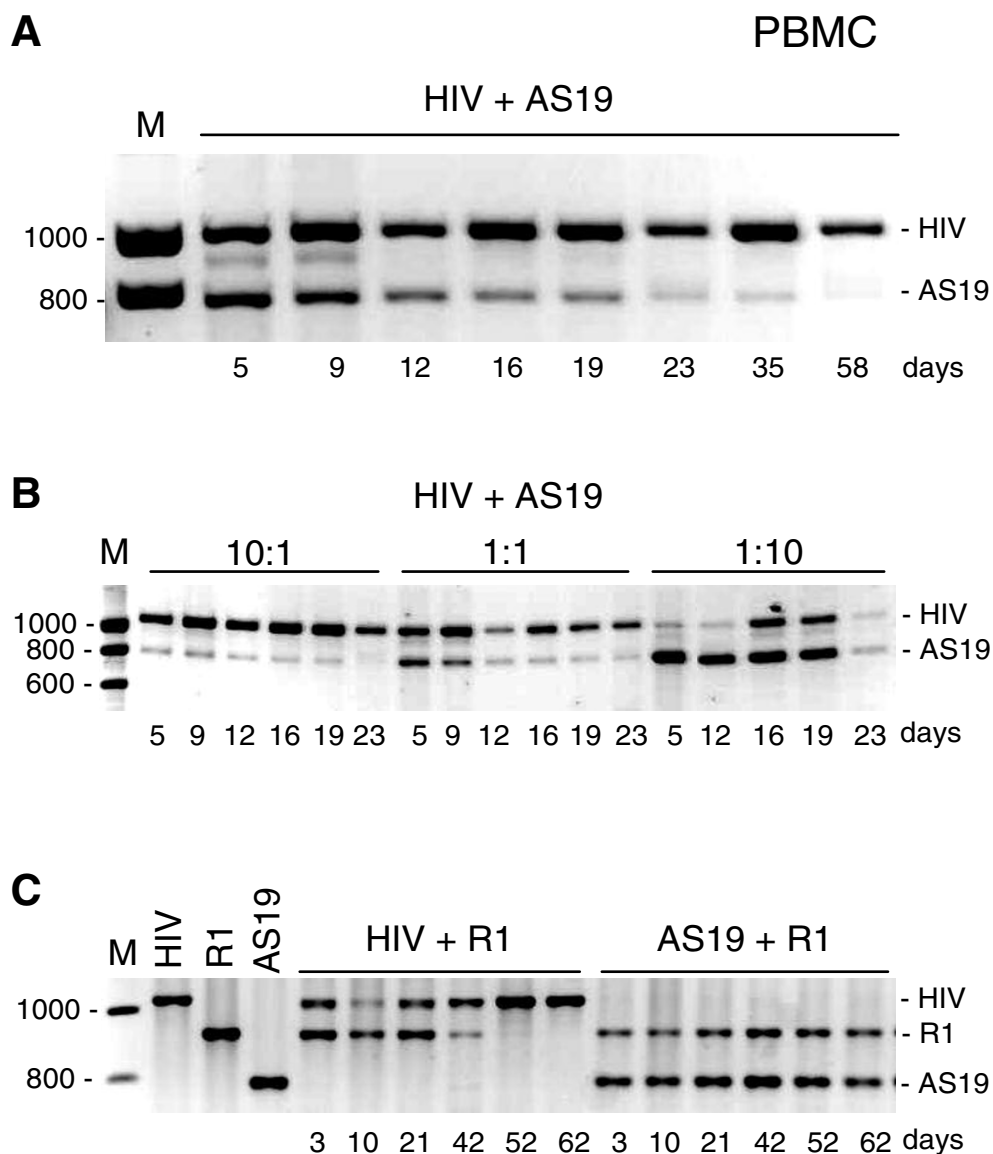 A PBMC
HIV + AS19
M
1000 - - HIV
800 - - AS19
5 9 12 16 19 23 35 58 days
B HIV + AS19
M 10:1 1:1 1:10
1000 - - HIV
800 - - AS19
600 -
5 9 12 16 19 23 5 9 12 16 19 23 5 12 16 19 23 days
C
M HIV R1 AS19 HIV + R1 AS19 + R1
1000 - - HIV
- R1
800 - - AS19
3 10 21 42 52 62 3 10 21 42 52 62 days